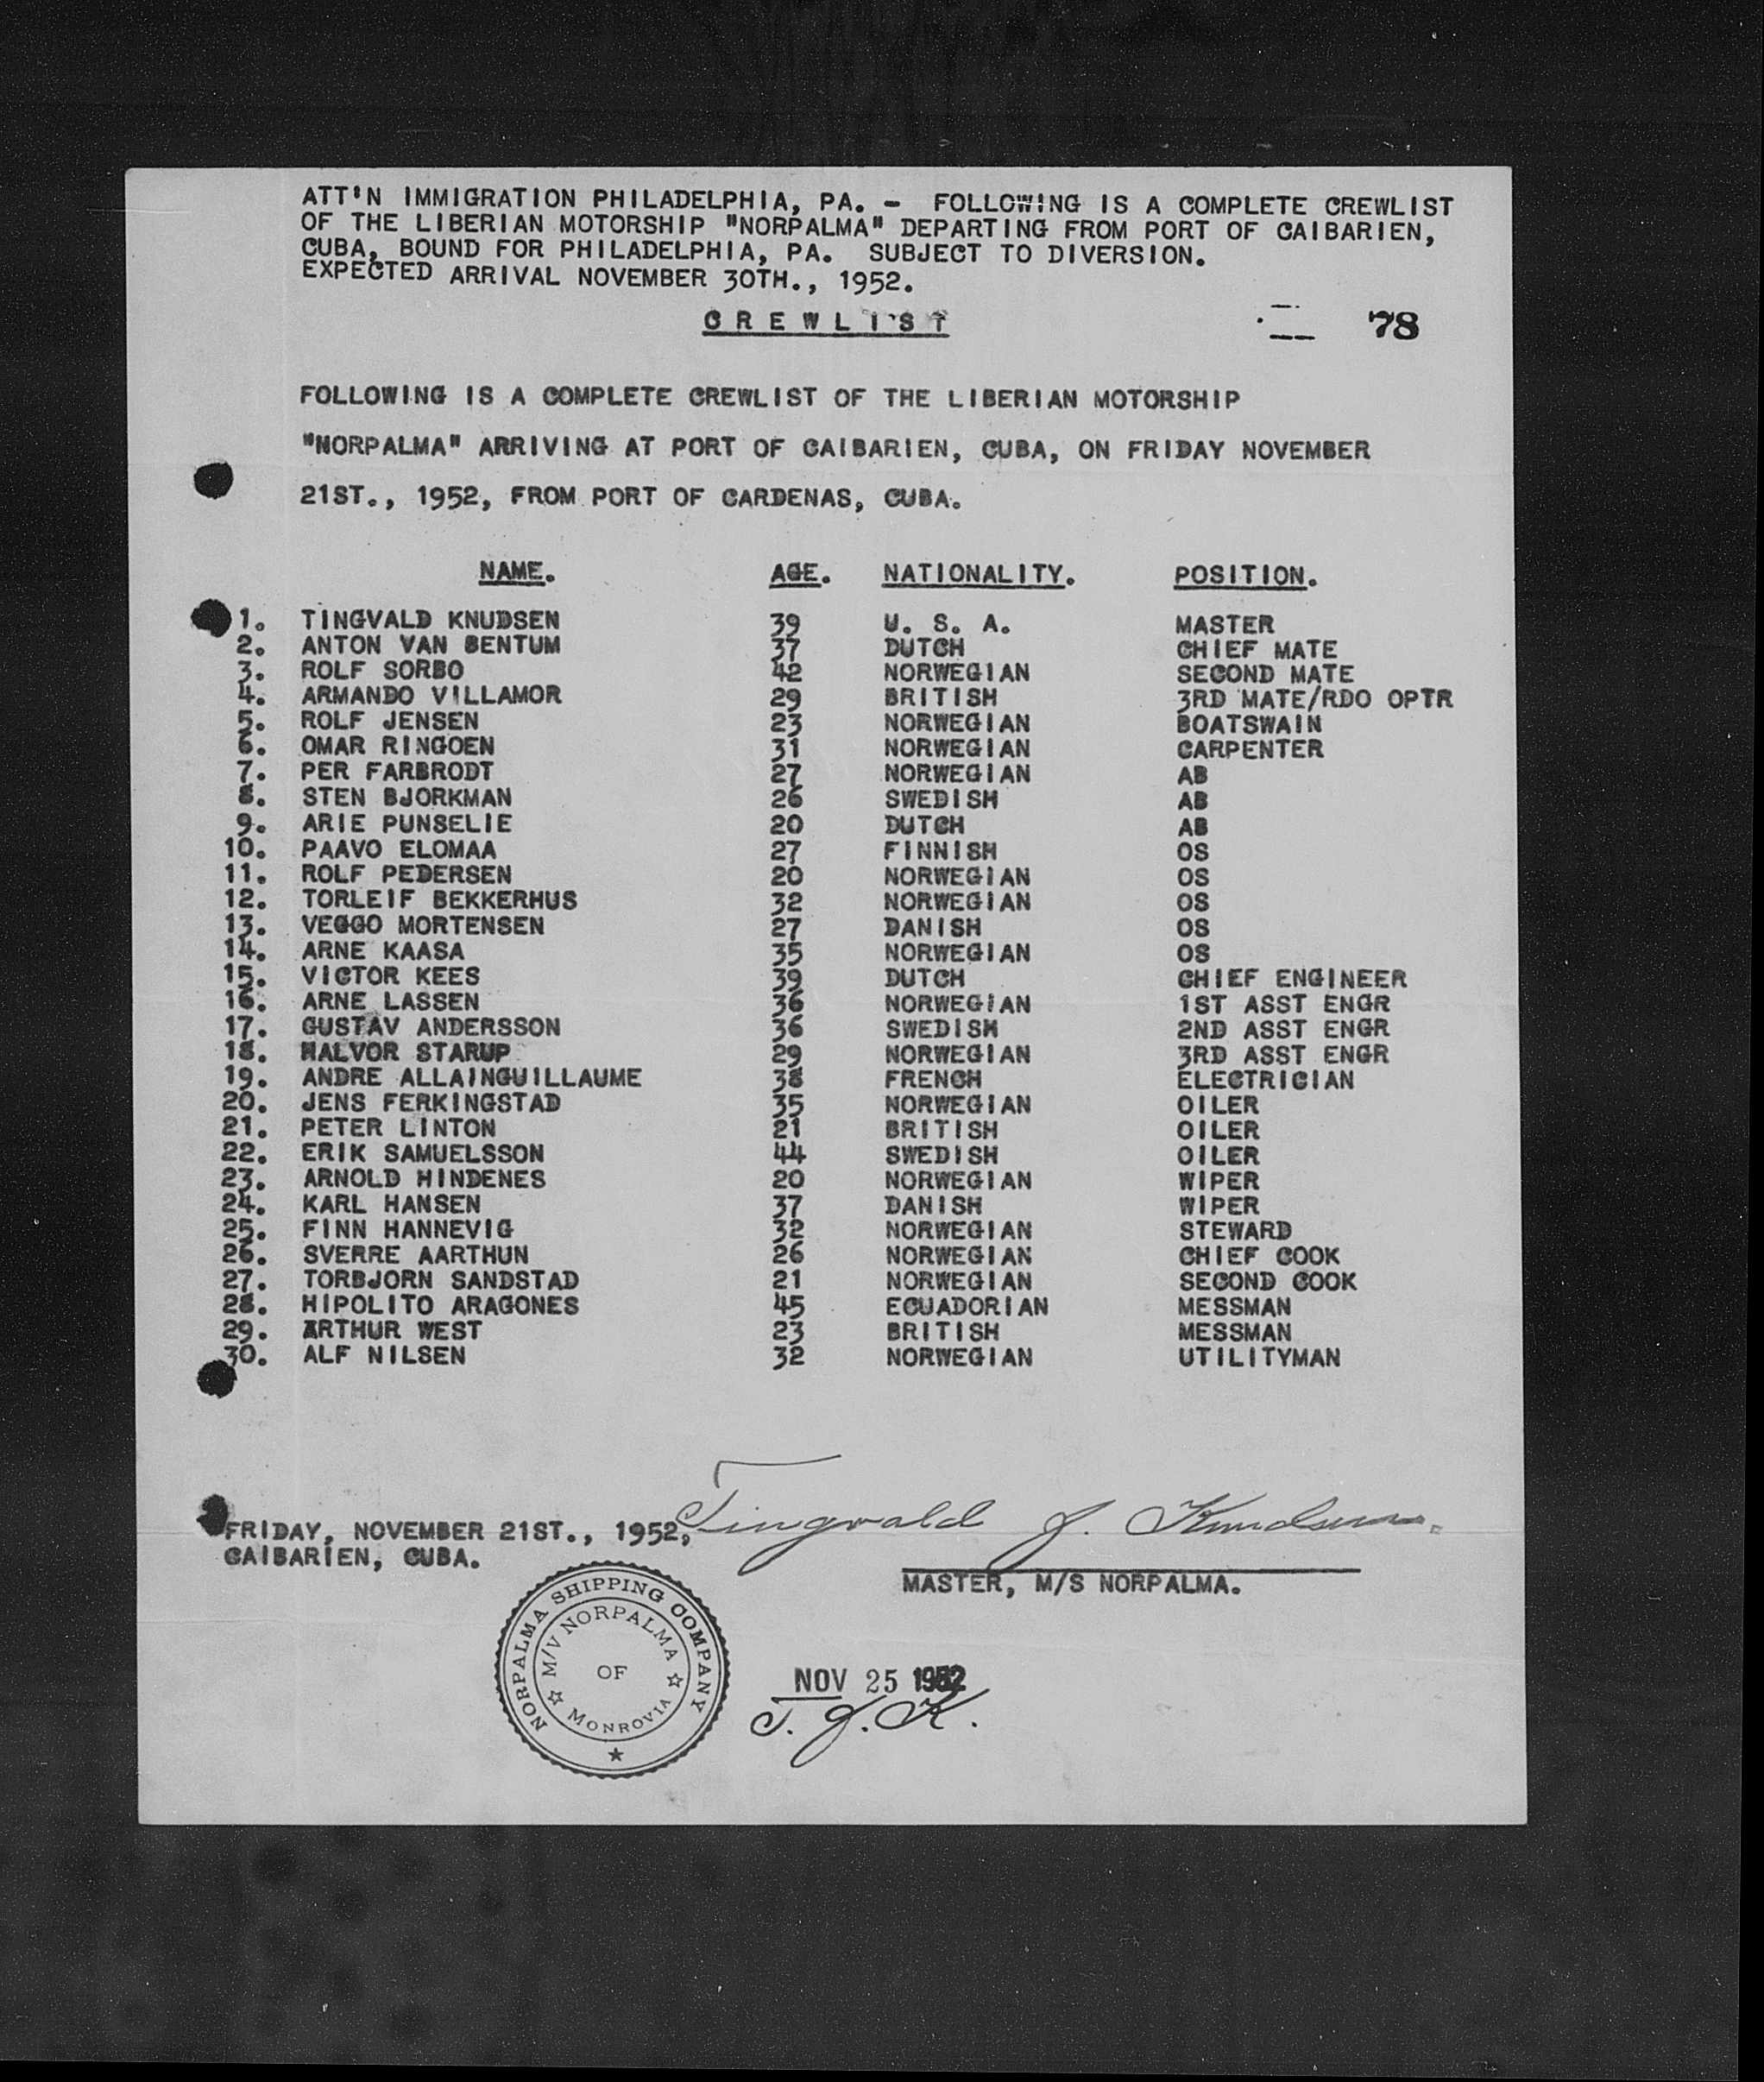 ATT'N IMMIGRATION PHILADELPHIA, PA. - FOLLOWING IS A COMPLETE CREWLIST
OF THE LIBERIAN MOTORSHIP "NORPALMA" DEPARTING FROM PORT OF CAIBARIEN,
CUBA, BOUND FOR PHILADELPHIA, PA. SUBJECT TO DIVERSION.
EXPECTED ARRIVAL NOVEMBER 30TH., 1952.
C R E W L I S T
78
FOLLOWING IS A COMPLETE CREWLIST OF THE LIBERIAN MOTORSHIP
"NORPALMA" ARRIVING AT PORT OF CAIBARIEN, CUBA, ON FRIDAY NOVEMBER
21ST., 1952, FROM PORT OF CARDENAS, CUBA.
NAME. AGE. NATIONALITY. POSITION.
1. TINGVALD KNUDSEN 39 U. S. A. MASTER
2. ANTON VAN BENTUM 37 DUTCH CHIEF MATE
3. ROLF SORBO 42 NORWEGIAN SECOND MATE
4. ARMANDO VILLAMOR 29 BRITISH 3RD MATE/RDO OPTR
5. ROLF JENSEN 23 NORWEGIAN BOATSWAIN
6. OMAR RINGOEN 31 NORWEGIAN CARPENTER
7. PER FARBRODT 27 NORWEGIAN AB
8. STEN BJORKMAN 26 SWEDISH AB
9. ARIE PUNSELIE 20 DUTCH AB
10. PAAVO ELOMAA 27 FINNISH OS
11. ROLF PEDERSEN 20 NORWEGIAN OS
12. TORLEIF BEKKERHUS 32 NORWEGIAN OS
13. VEGGO MORTENSEN 27 DANISH OS
14. ARNE KAASA 35 NORWEGIAN OS
15. VICTOR KEES 39 DUTCH CHIEF ENGINEER
16. ARNE LASSEN 36 NORWEGIAN 1ST ASST ENGR
17. GUSTAV ANDERSSON 36 SWEDISH 2ND ASST ENGR
18. HALVOR STARUP 29 NORWEGIAN 3RD ASST ENGR
19. ANDRE ALLAINGUILLAUME 38 FRENCH ELECTRICIAN
20. JENS FERKINGSTAD 35 NORWEGIAN OILER
21. PETER LINTON 21 BRITISH OILER
22. ERIK SAMUELSSON 44 SWEDISH OILER
23. ARNOLD HINDENES 20 NORWEGIAN WIPER
24. KARL HANSEN 37 DANISH WIPER
25. FINN HANNEVIG 32 NORWEGIAN STEWARD
26. SVERRE AARTHUN 26 NORWEGIAN CHIEF COOK
27. TORBJORN SANDSTAD 21 NORWEGIAN SECOND COOK
28. HIPOLITO ARAGONES 45 ECUADORIAN MESSMAN
29. ARTHUR WEST 23 BRITISH MESSMAN
30. ALF NILSEN 32 NORWEGIAN UTILITYMAN
Tingvald J. Knudsen.
FRIDAY, NOVEMBER 21ST., 1952,
CAIBARIEN, CUBA.
MASTER, M/S NORPALMA.
NORPALMA SHIPPING COMPANY
M/V NORPALMA
OF
MONROVIA
NOV 25 1952
T. J. K.